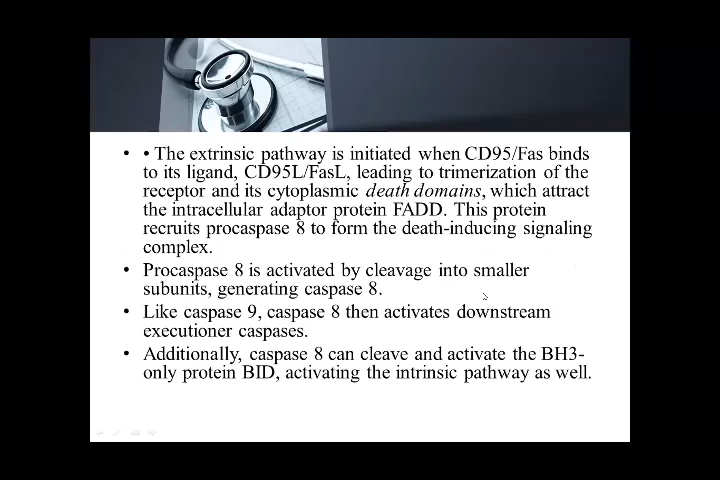 • • The extrinsic pathway is initiated when CD95/Fas binds
to its ligand, CD95L/FasL, leading to trimerization of the
receptor and its cytoplasmic death domains, which attract
the intracellular adaptor protein FADD. This protein
recruits procaspase 8 to form the death-inducing signaling
complex.
• Procaspase 8 is activated by cleavage into smaller
subunits, generating caspase 8.
• Like caspase 9, caspase 8 then activates downstream
executioner caspases.
• Additionally, caspase 8 can cleave and activate the BH3-
only protein BID, activating the intrinsic pathway as well.